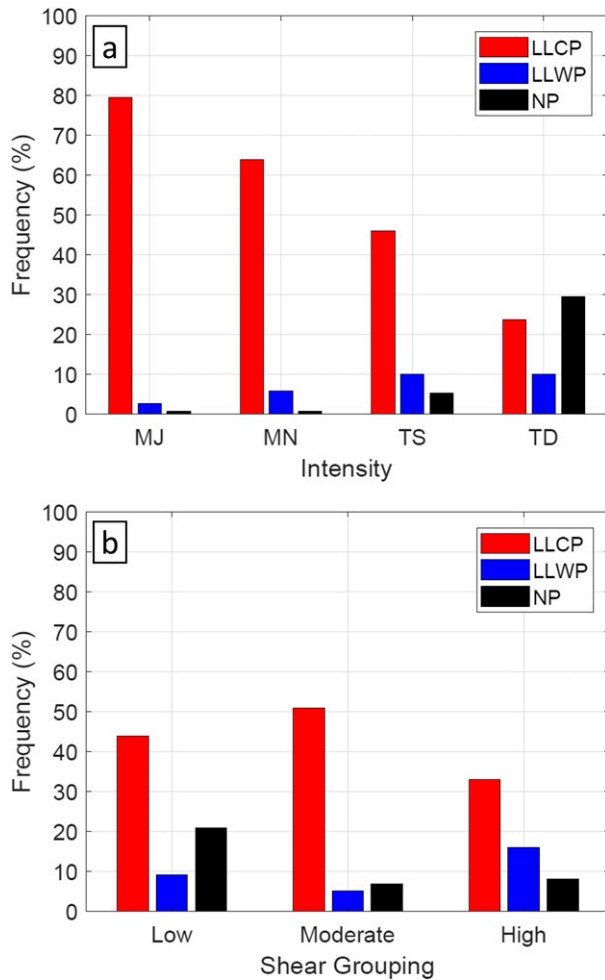 a
LLCP
LLWP
NP
Frequency (%)
100
90
80
70
60
50
40
30
20
10
0
MJ MN TS TD
Intensity
b
LLCP
LLWP
NP
Frequency (%)
100
90
80
70
60
50
40
30
20
10
0
Low Moderate High
Shear Grouping